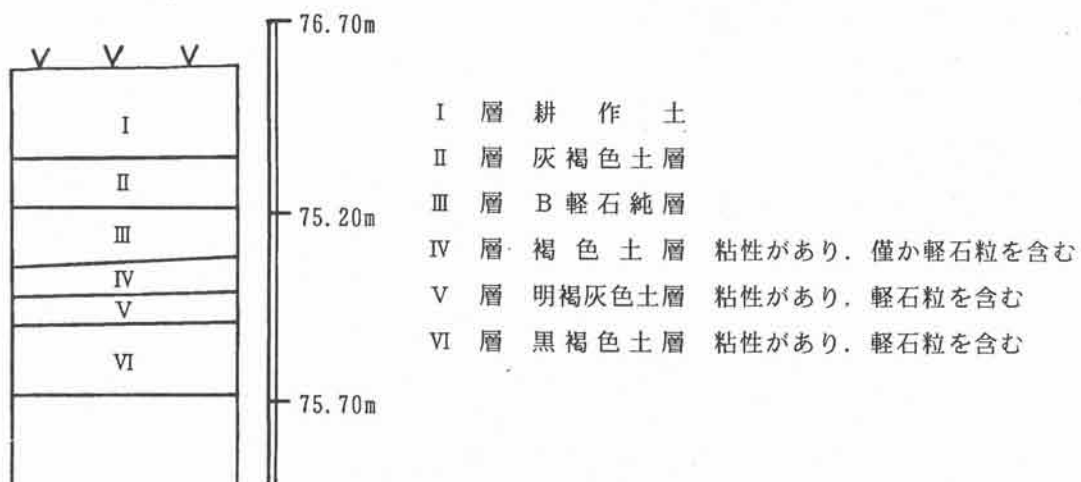 76.70m
75.20m
75.70m
I
II
III
IV
V
VI
I 層 耕作土
II 層 灰褐色土層
III 層 B軽石純層
IV 層 褐色土層 粘性があり．僅か軽石粒を含む
V 層 明褐灰色土層 粘性があり．軽石粒を含む
VI 層 黒褐色土層 粘性があり．軽石粒を含む